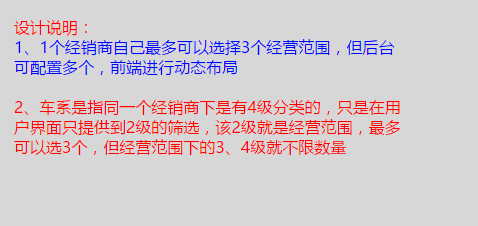 设计说明：
1、1个经销商自己最多可以选择3个经营范围，但后台
可配置多个，前端进行动态布局
2、车系是指同一个经销商下是有4级分类的，只是在用
户界面只提供到2级的筛选，该2级就是经营范围，最多
可以选3个，但经营范围下的3、4级就不限数量